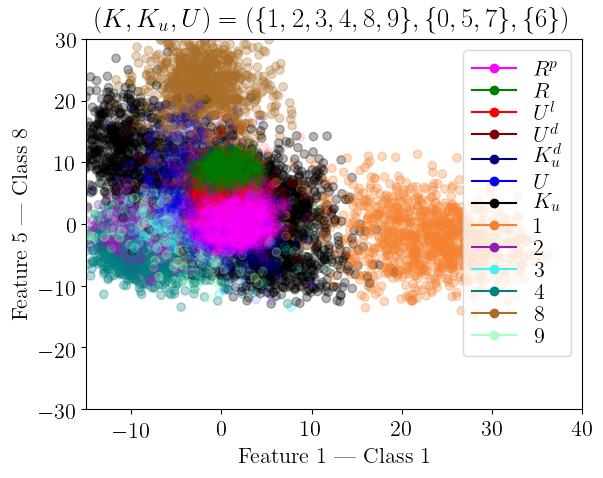 (K, K_u, U) = ({1, 2, 3, 4, 8, 9}, {0, 5, 7}, {6})
30
20
10
0
−10
−20
−30
Feature 5 — Class 8
−10
0
10
20
30
40
Feature 1 — Class 1
R^p
R
U^l
U^d
K_u^d
U
K_u
1
2
3
4
8
9